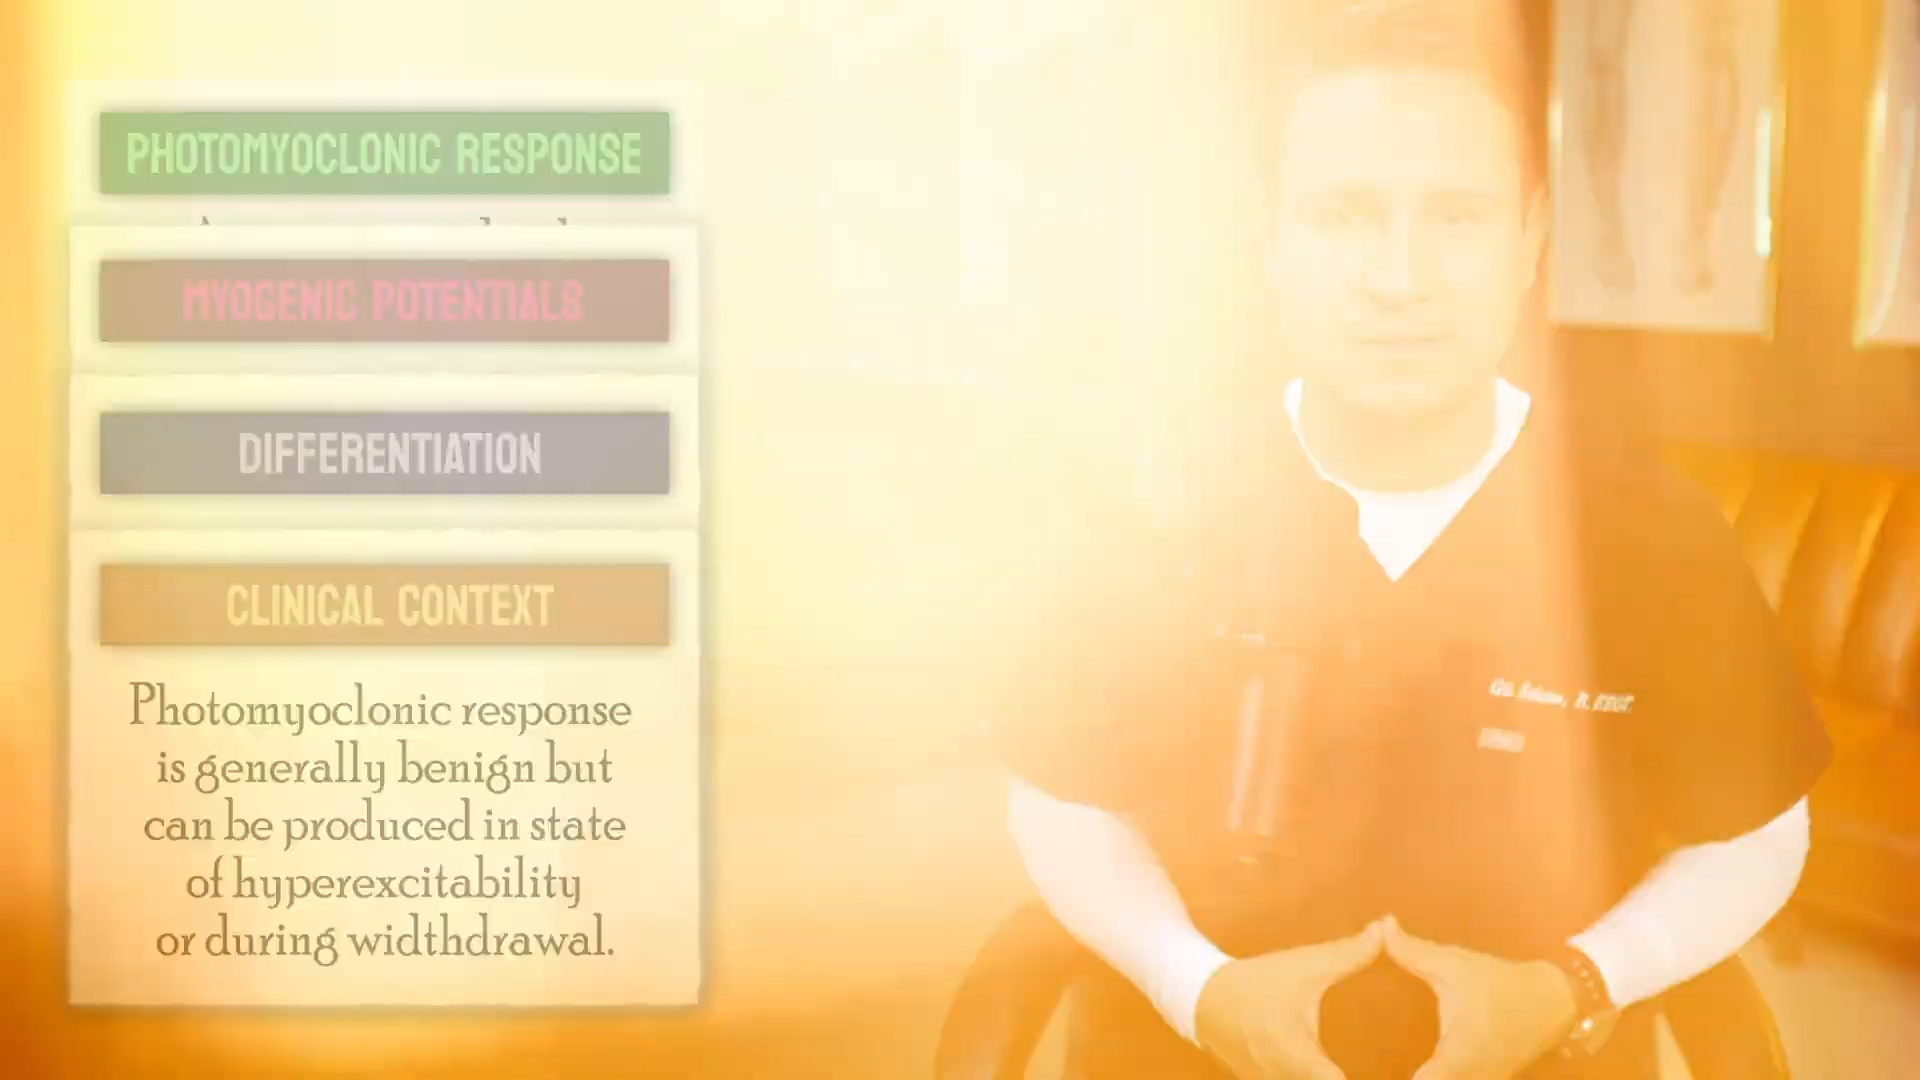 PHOTOMYOCLONIC RESPONSE
MYOGENIC POTENTIALS
DIFFERENTIATION
CLINICAL CONTEXT
Photomyoclonic response
is generally benign but
can be produced in state
of hyperexcitability
or during widthdrawal.